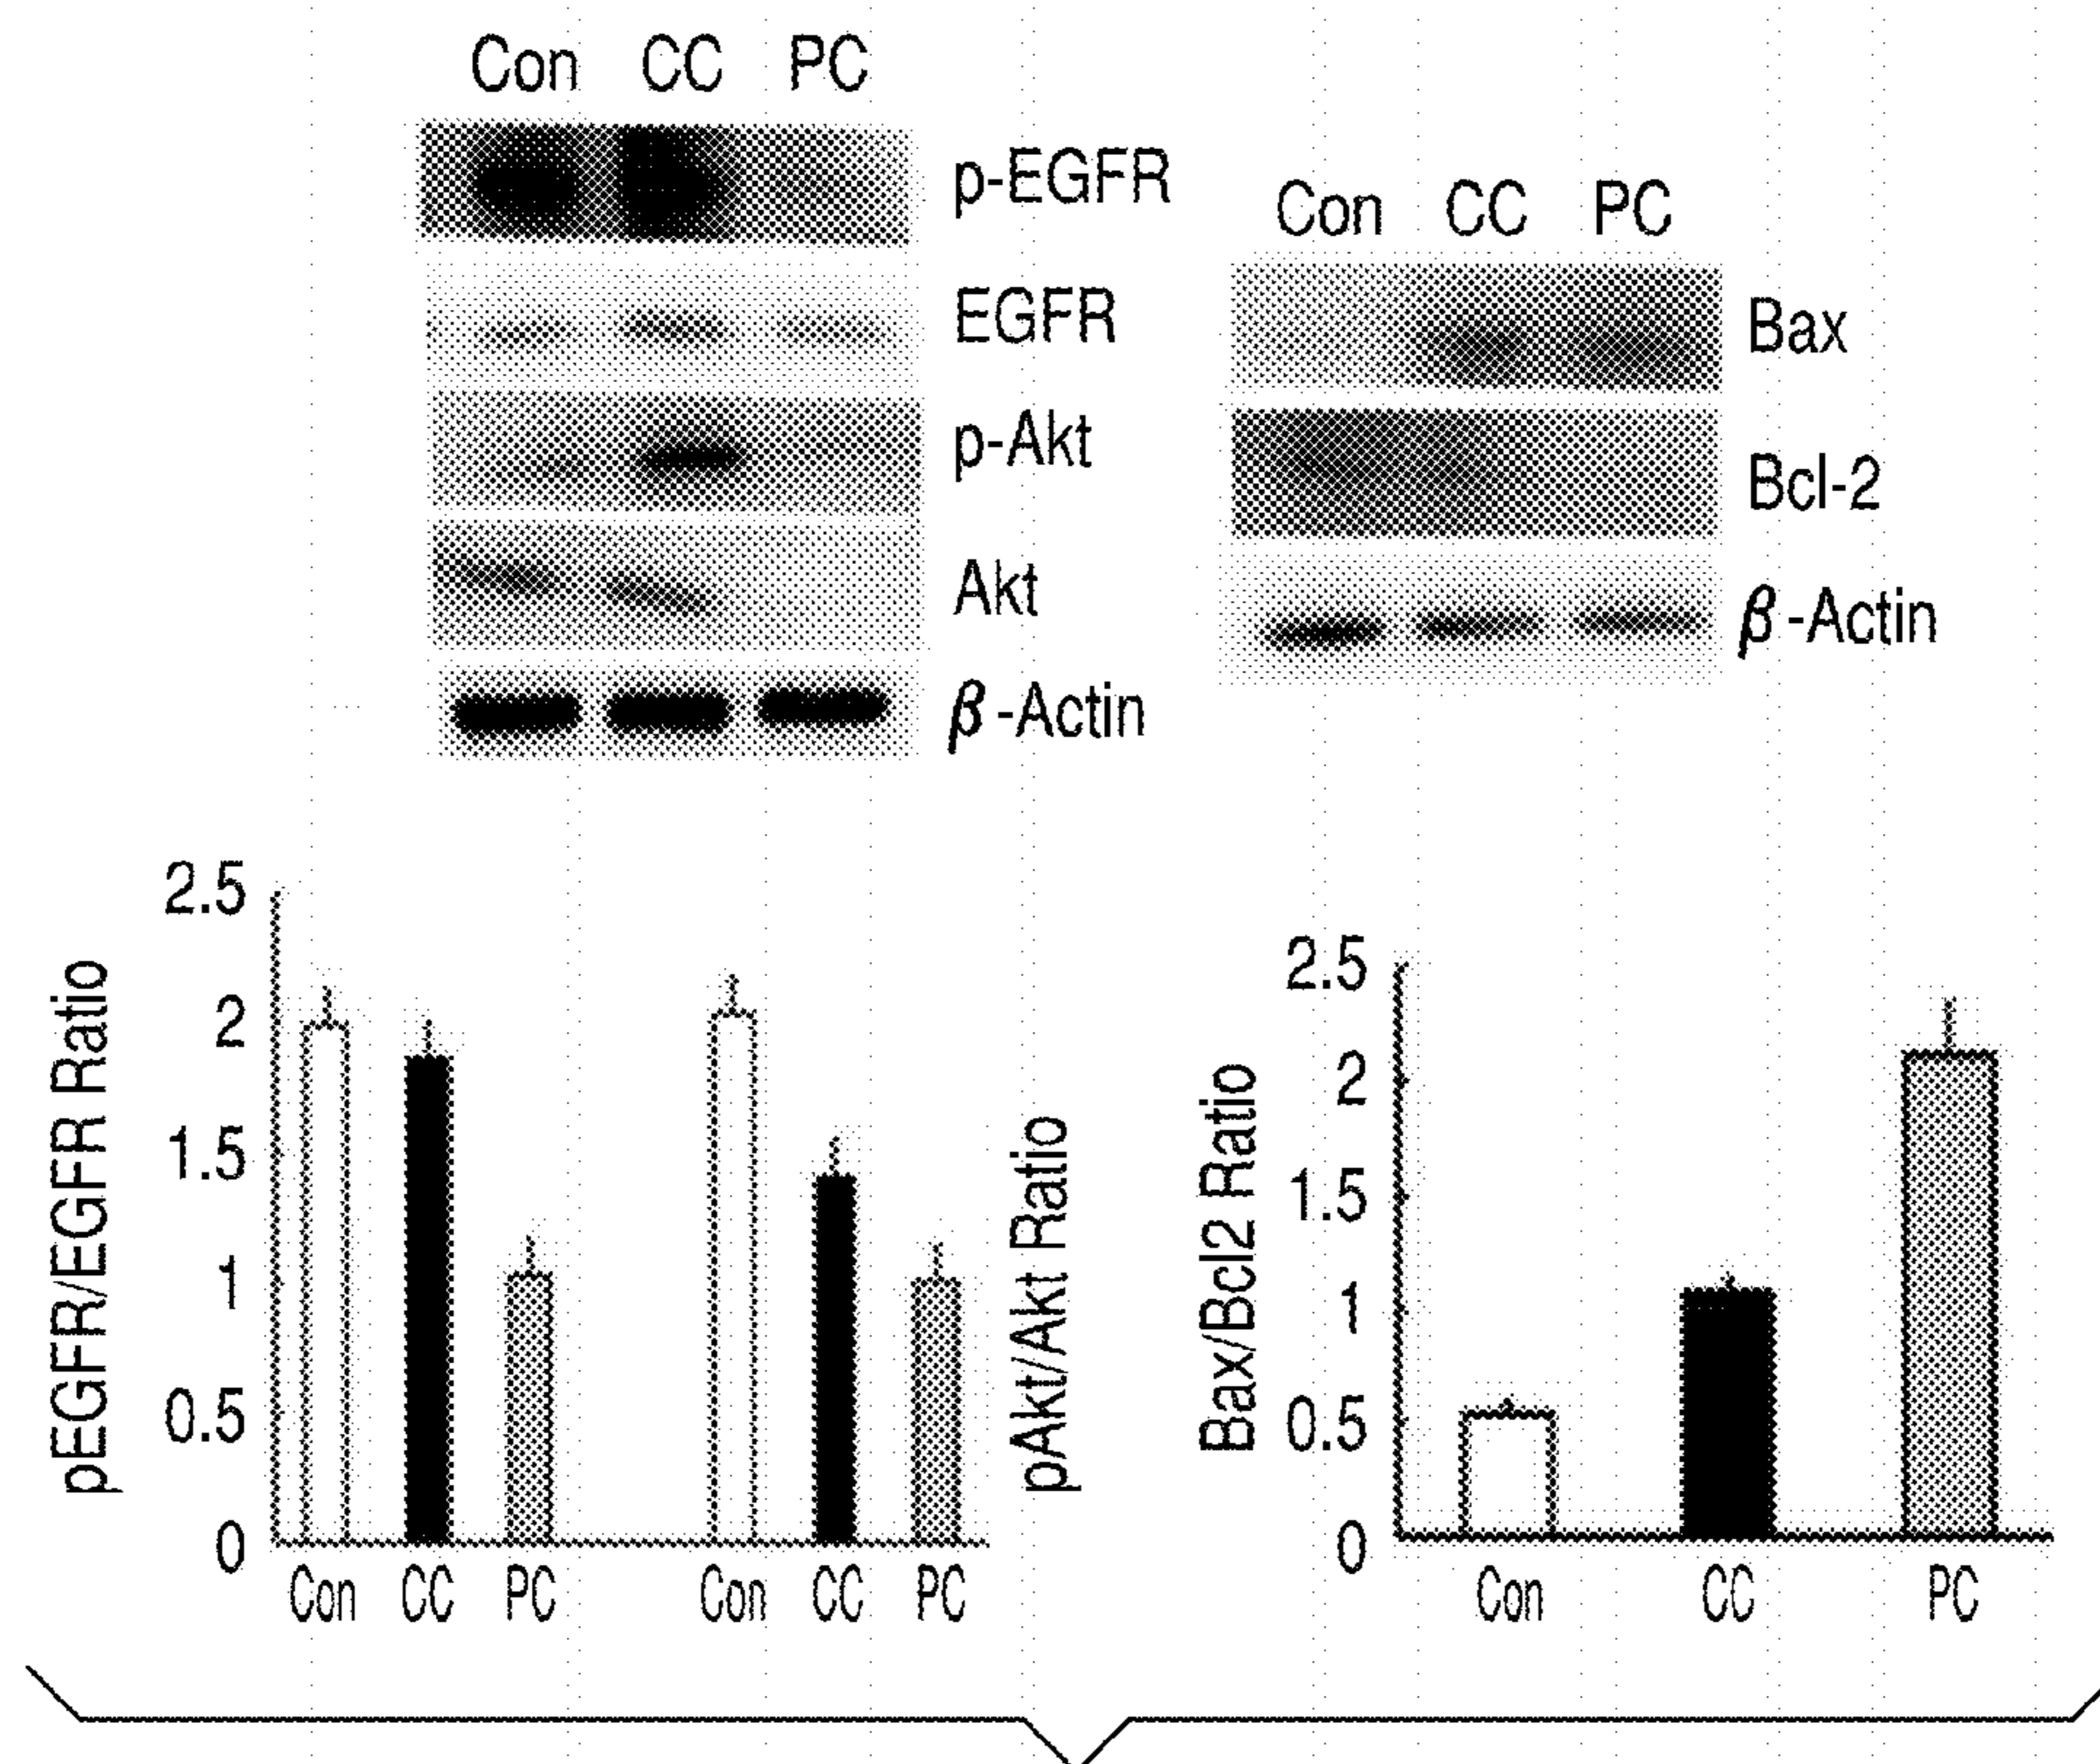 Con CC PC
p-EGFR
EGFR
p-Akt
Akt
β-Actin
Con CC PC
Bax
Bcl-2
β-Actin
pEGFR/EGFR Ratio
2.5
2
1.5
1
0.5
0
Con CC PC Con CC PC
pAkt/Akt Ratio
Bax/Bcl2 Ratio
2.5
2
1.5
1
0.5
0
Con CC PC